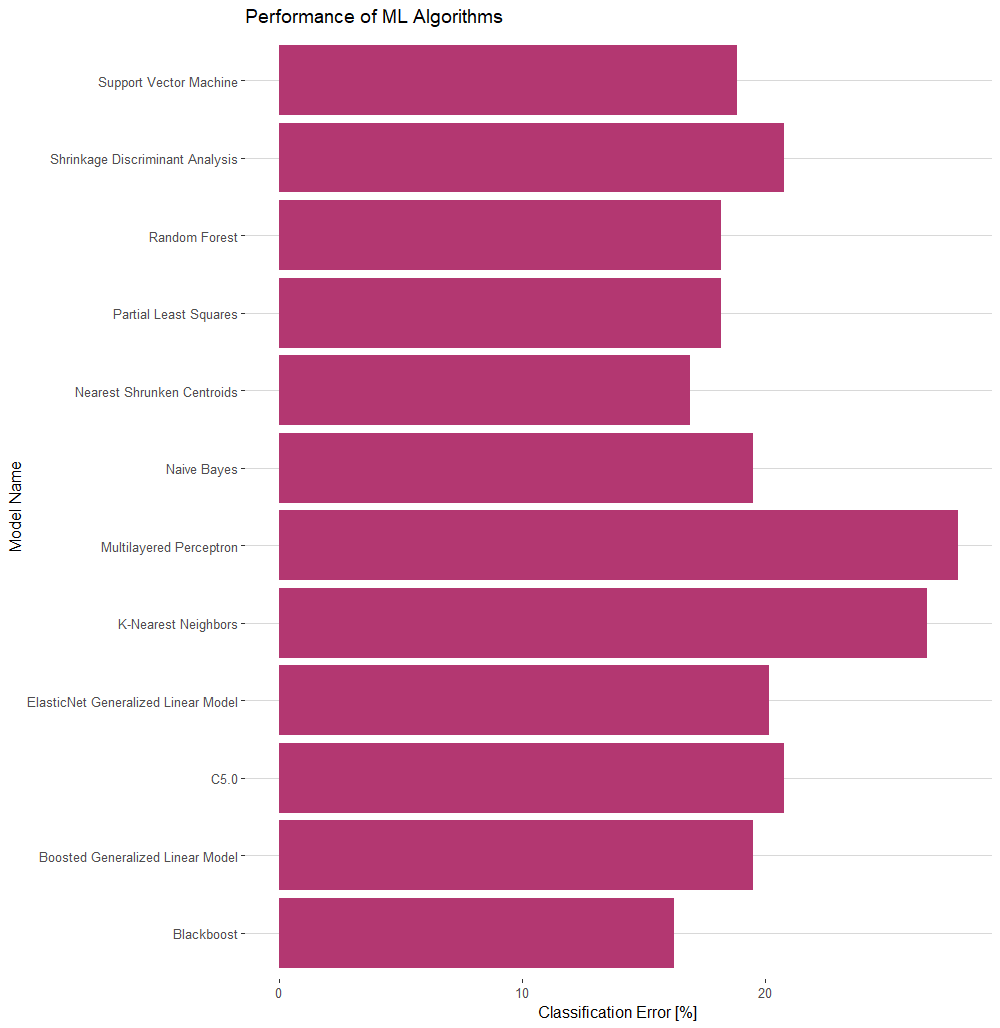 Performance of ML Algorithms
Support Vector Machine
Shrinkage Discriminant Analysis
Random Forest
Partial Least Squares
Nearest Shrunken Centroids
Naive Bayes
Multilayered Perceptron
K-Nearest Neighbors
ElasticNet Generalized Linear Model
C5.0
Boosted Generalized Linear Model
Blackboost
Model Name
0 10 20
Classification Error [%]